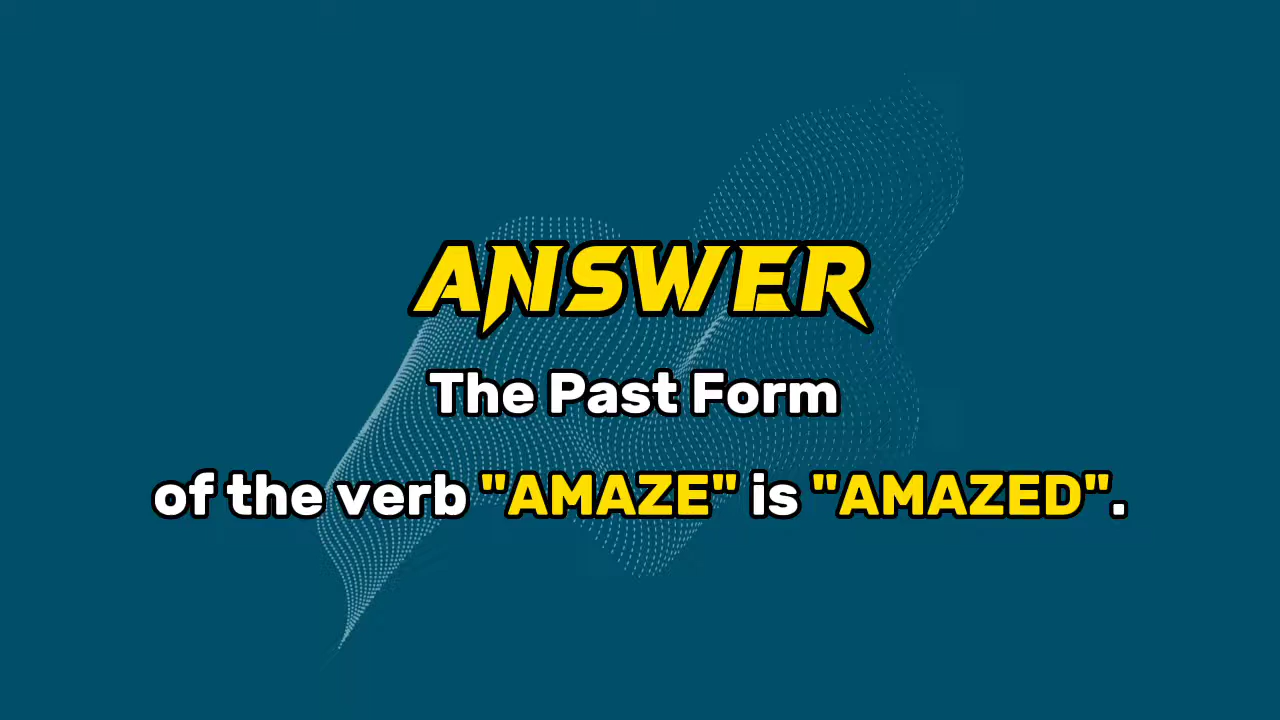 ANSWER
The Past Form
of the verb "AMAZE" is "AMAZED".